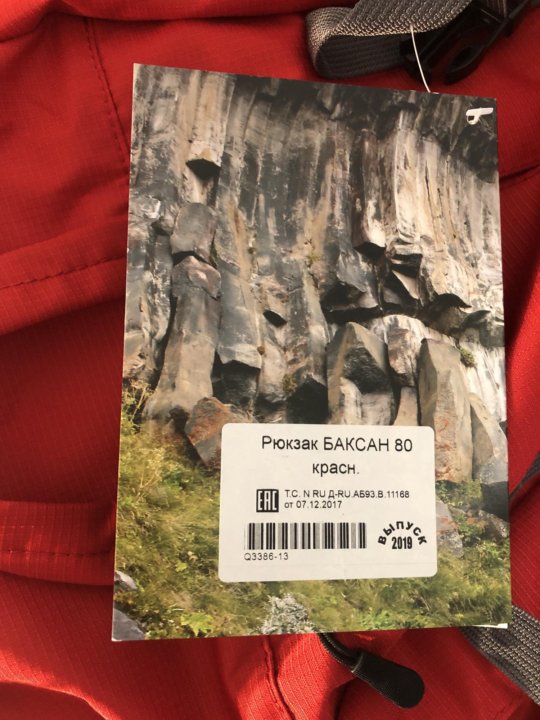 Рюкзак БАКСАН 80
красн.
EAC
Т.С. N RU Д-RU.АБ93.В.11168
от 07.12.2017
ВЫПУСК
2019
Q3386-13